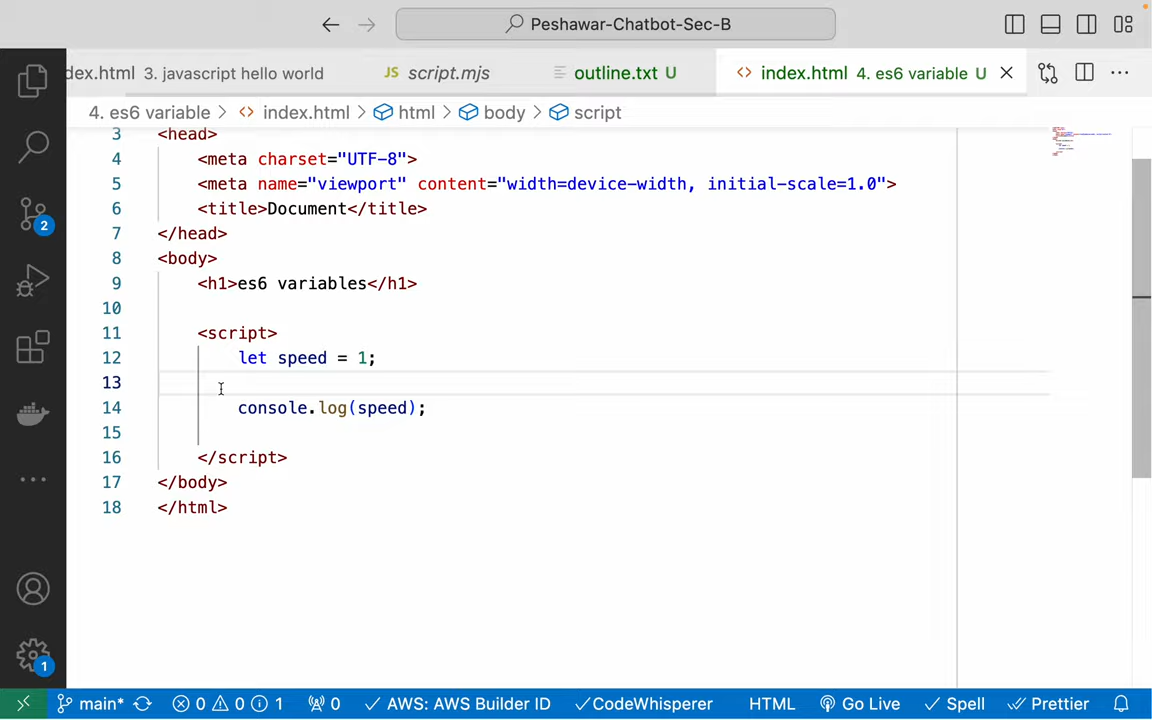 Peshawar-Chatbot-Sec-B
dex.html 3. javascript hello world JS script.mjs outline.txt U <> index.html 4. es6 variable U
4. es6 variable > <> index.html > html > body > script
3 <head>
4 <meta charset="UTF-8">
5 <meta name="viewport" content="width=device-width, initial-scale=1.0">
6 <title>Document</title>
7 </head>
8 <body>
9 <h1>es6 variables</h1>
10
11 <script>
12 let speed = 1;
13
14 console.log(speed);
15
16 </script>
17 </body>
18 </html>
2
1
main* 0 0 1 0 AWS: AWS Builder ID CodeWhisperer HTML Go Live Spell Prettier